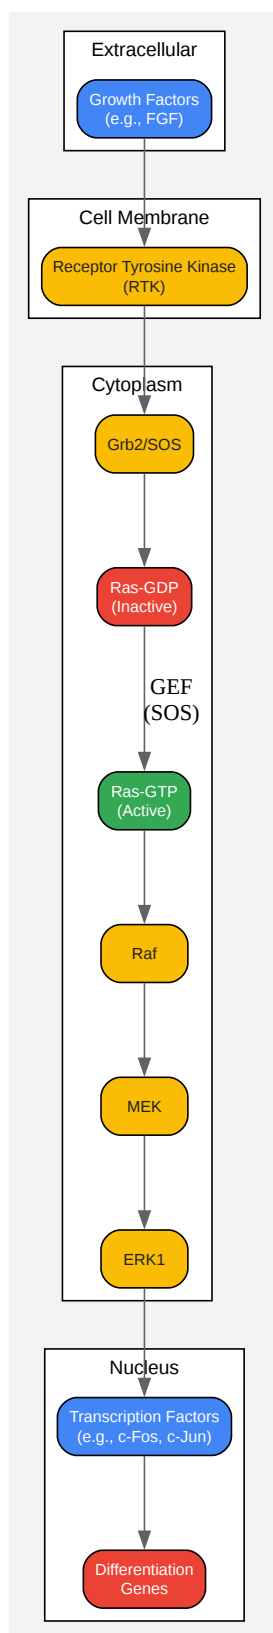 Extracellular
Growth Factors
(e.g., FGF)
Cell Membrane
Receptor Tyrosine Kinase
(RTK)
Cytoplasm
Grb2/SOS
Ras-GDP
(Inactive)
GEF
(SOS)
Ras-GTP
(Active)
Raf
MEK
ERK1
Nucleus
Transcription Factors
(e.g., c-Fos, c-Jun)
Differentiation
Genes